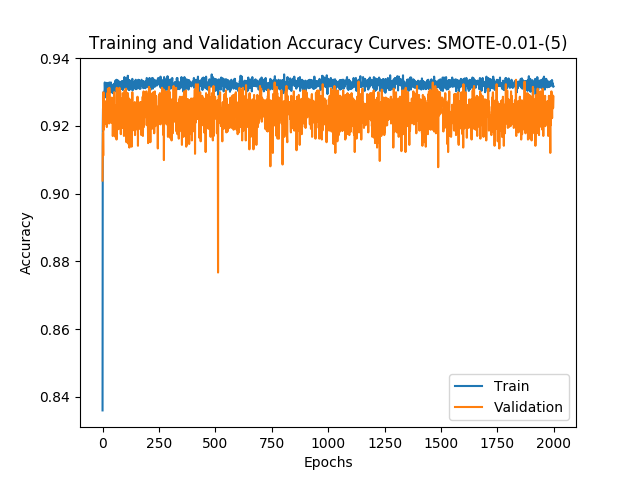 Training and Validation Accuracy Curves: SMOTE-0.01-(5)
0.94
0.92
0.90
0.88
0.86
0.84
Accuracy
Train
Validation
0 250 500 750 1000 1250 1500 1750 2000
Epochs